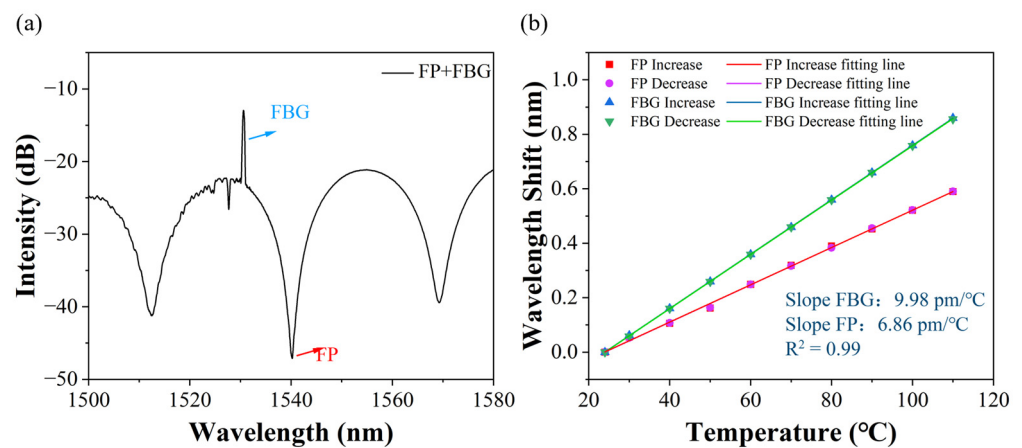 (a)
FP+FBG
FBG
FP
−10
−20
−30
−40
−50
Intensity (dB)
1500
1520
1540
1560
1580
Wavelength (nm)
(b)
FP Increase
FP Increase fitting line
FP Decrease
FP Decrease fitting line
FBG Increase
FBG Increase fitting line
FBG Decrease
FBG Decrease fitting line
1.0
0.8
0.6
0.4
0.2
0.0
Wavelength Shift (nm)
Slope FBG：9.98 pm/℃
Slope FP：6.86 pm/℃
R² = 0.99
20
40
60
80
100
120
Temperature (℃)